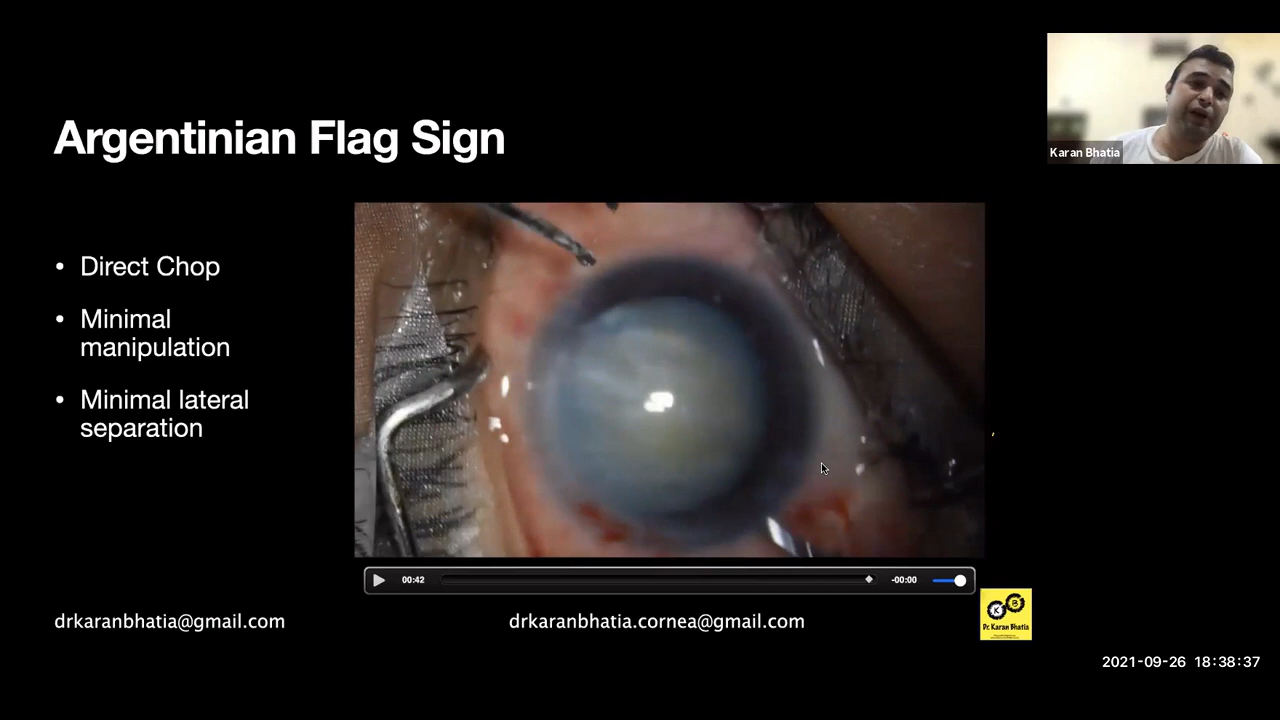 Argentinian Flag Sign
Karan Bhatia
• Direct Chop
• Minimal
manipulation
• Minimal lateral
separation
00:42
-00:00
drkaranbhatia@gmail.com
drkaranbhatia.cornea@gmail.com
K
B
Dr. Karan Bhatia
2021-09-26 18:38:37